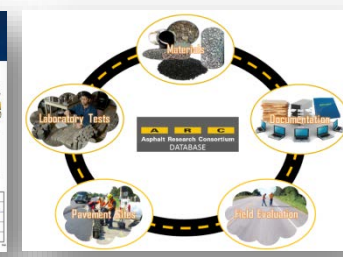 Materials
Laboratory Tests
Documentation
A R C
Asphalt Research Consortium
DATABASE
Pavement Sites
Field Evaluation